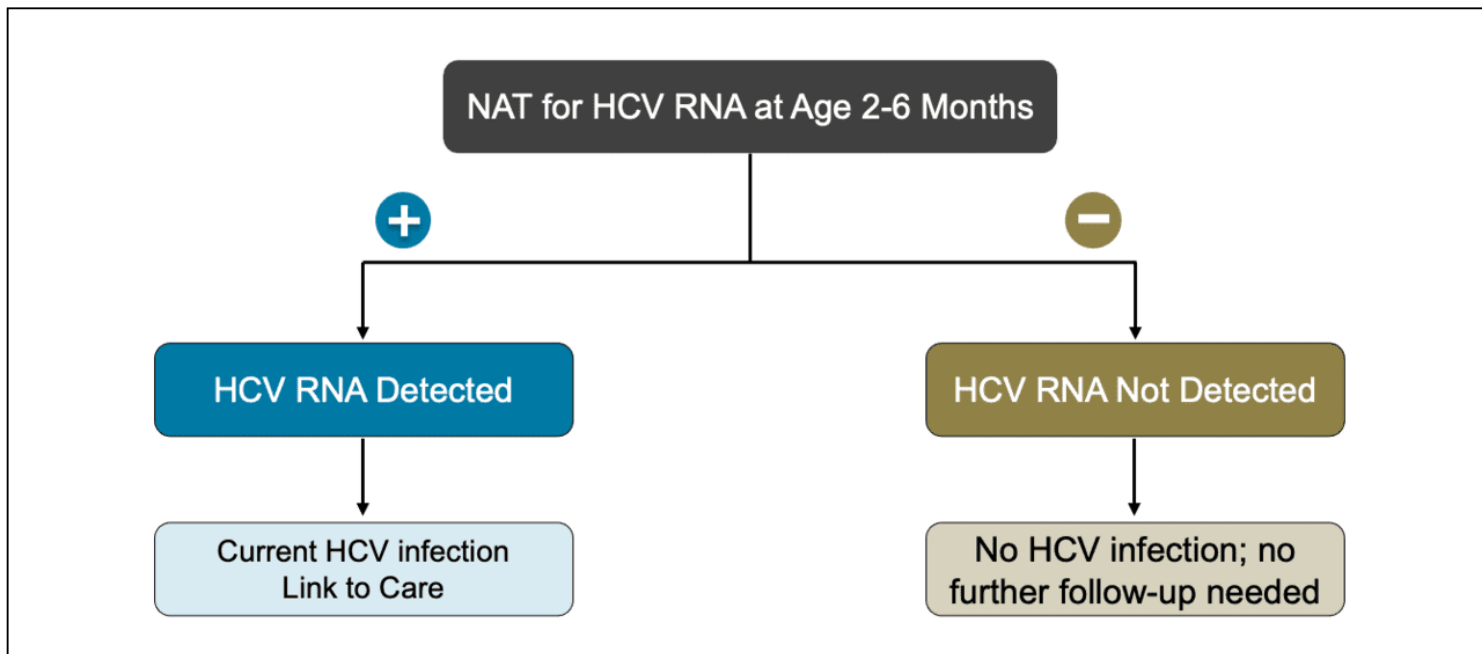 NAT for HCV RNA at Age 2-6 Months
+
−
HCV RNA Detected
HCV RNA Not Detected
Current HCV infection
Link to Care
No HCV infection; no
further follow-up needed